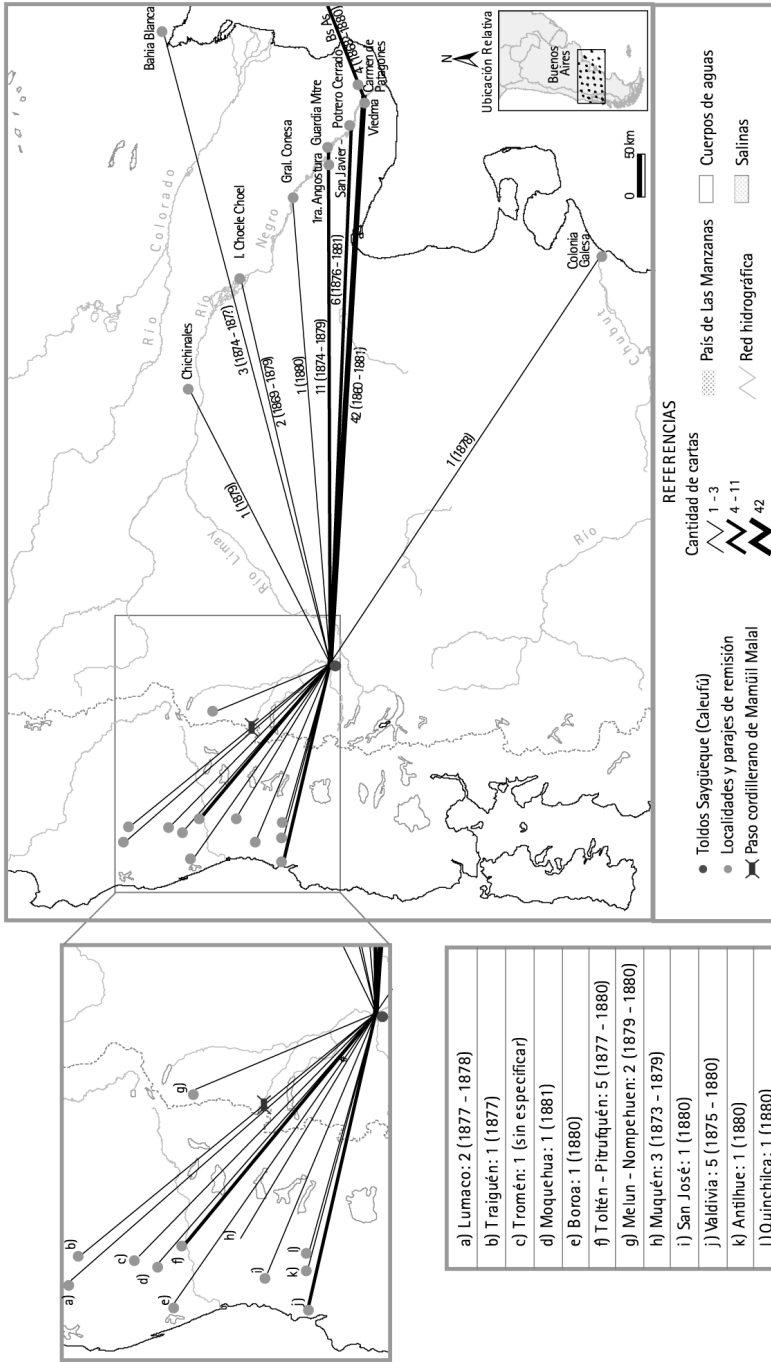 Bahia Blanca
Río Colorado
I. Choele Choel
Chichinales
Río Negro
Gral. Conesa
Guardia Mtre
1ra. Angostura
San Javier -
Potrero Cerrado
Carmen de
Patagones
Viedma
Bs As
Río Limay
3 (1874 - 187?)
2 (1869 - 1879)
1 (1879)
1 (1880)
11 (1874 - 1879)
6 (1876 - 1881)
42 (1860 - 1881)
1 (1878)
Colonia
Galesa
Río
Chubut
Ubicación Relativa
Buenos
Aires
0
50 km
a)
b)
c)
d)
e)
f)
g)
h)
i)
j)
k)
l)
REFERENCIAS
Toldos Saygüeque (Caleufú)
Localidades y parajes de remisión
Paso cordillerano de Mamüil Malal
Cantidad de cartas
1 - 3
4 - 11
42
País de Las Manzanas
Red hidrográfica
Cuerpos de aguas
Salinas
a) Lumaco: 2 (1877 - 1878)
b) Traiguén: 1 (1877)
c) Tromén: 1 (sin especificar)
d) Moquehua: 1 (1881)
e) Boroa: 1 (1880)
f) Toltén - Pitrufquén: 5 (1877 - 1880)
g) Melun - Nompehuen: 2 (1879 - 1880)
h) Muquén: 3 (1873 - 1879)
i) San José: 1 (1880)
j) Valdivia: 5 (1875 - 1880)
k) Antilhue: 1 (1880)
l) Quinchilca: 1 (1880)